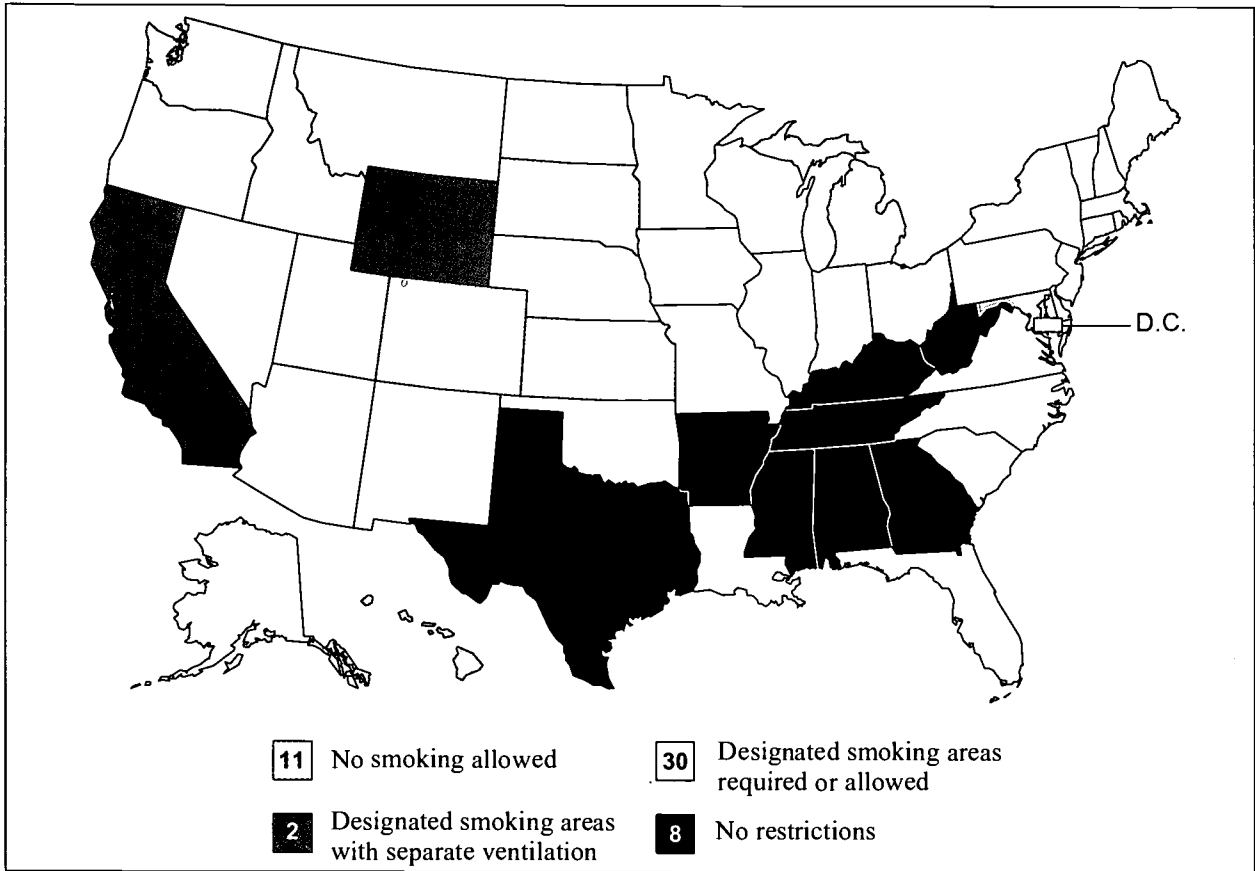 D.C.
11 No smoking allowed
30 Designated smoking areas
required or allowed
2 Designated smoking areas
with separate ventilation
8 No restrictions